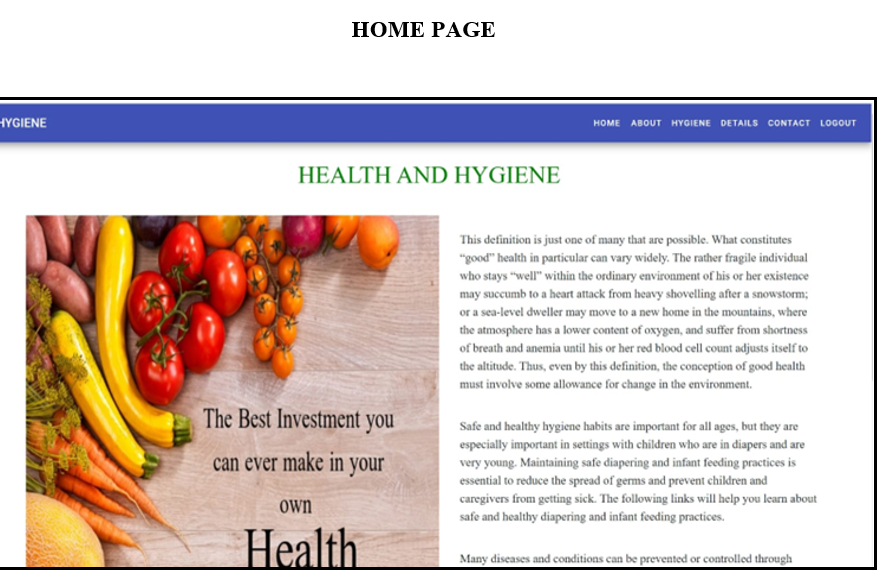 HOME PAGE
HYGIENE
HOME ABOUT HYGIENE DETAILS CONTACT LOGOUT
HEALTH AND HYGIENE
The Best Investment you
can ever make in your
own
Health
This definition is just one of many that are possible. What constitutes
“good” health in particular can vary widely. The rather fragile individual
who stays “well” within the ordinary environment of his or her existence
may succumb to a heart attack from heavy shovelling after a snowstorm;
or a sea-level dweller may move to a new home in the mountains, where
the atmosphere has a lower content of oxygen, and suffer from shortness
of breath and anemia until his or her red blood cell count adjusts itself to
the altitude. Thus, even by this definition, the conception of good health
must involve some allowance for change in the environment.
Safe and healthy hygiene habits are important for all ages, but they are
especially important in settings with children who are in diapers and are
very young. Maintaining safe diapering and infant feeding practices is
essential to reduce the spread of germs and prevent children and
caregivers from getting sick. The following links will help you learn about
safe and healthy diapering and infant feeding practices.
Many diseases and conditions can be prevented or controlled through